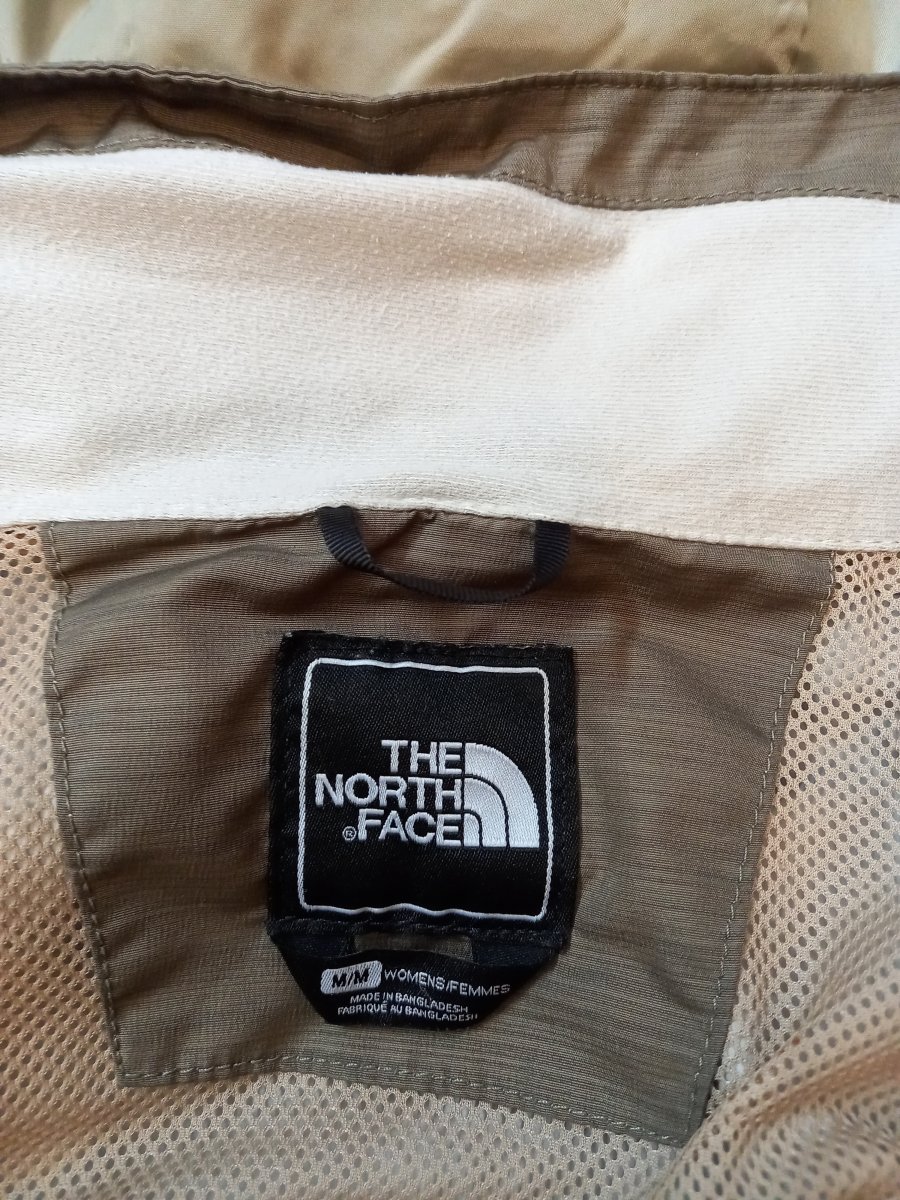 THE
NORTH
® FACE
M/M WOMENS/FEMMES
MADE IN BANGLADESH
FABRIQUÉ AU BANGLADESH